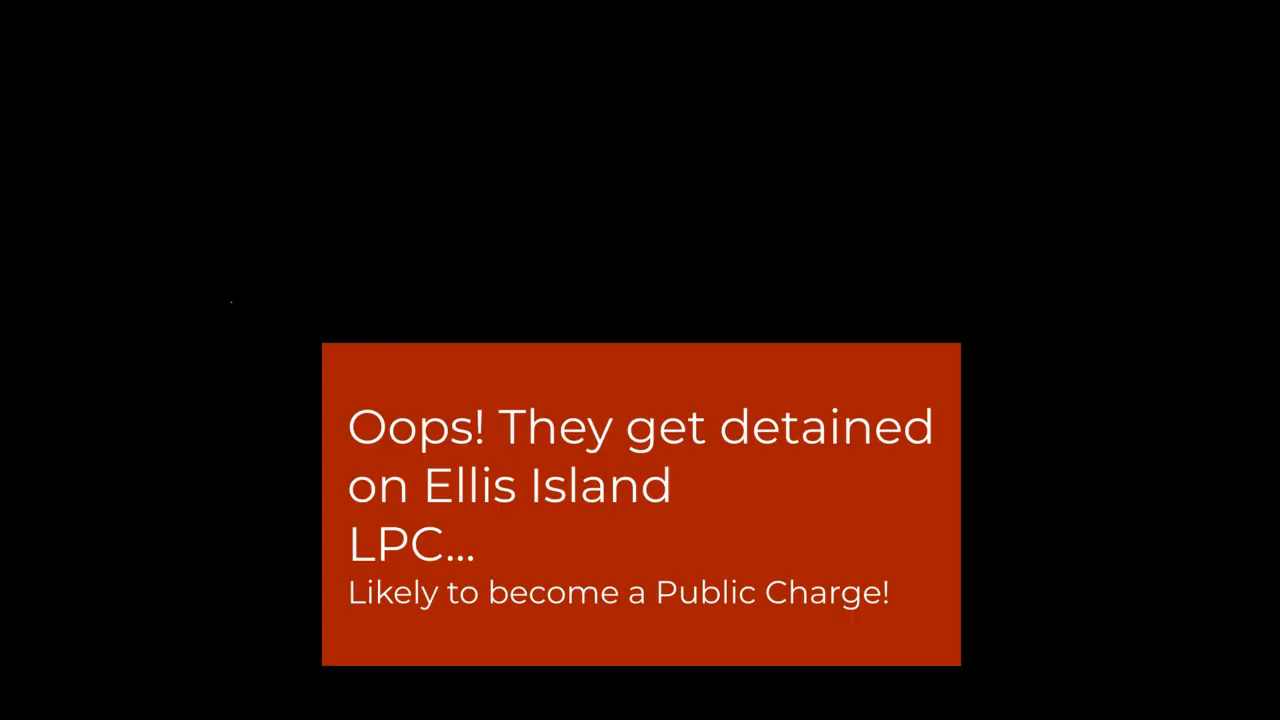 Oops! They get detained
on Ellis Island
LPC...
Likely to become a Public Charge!